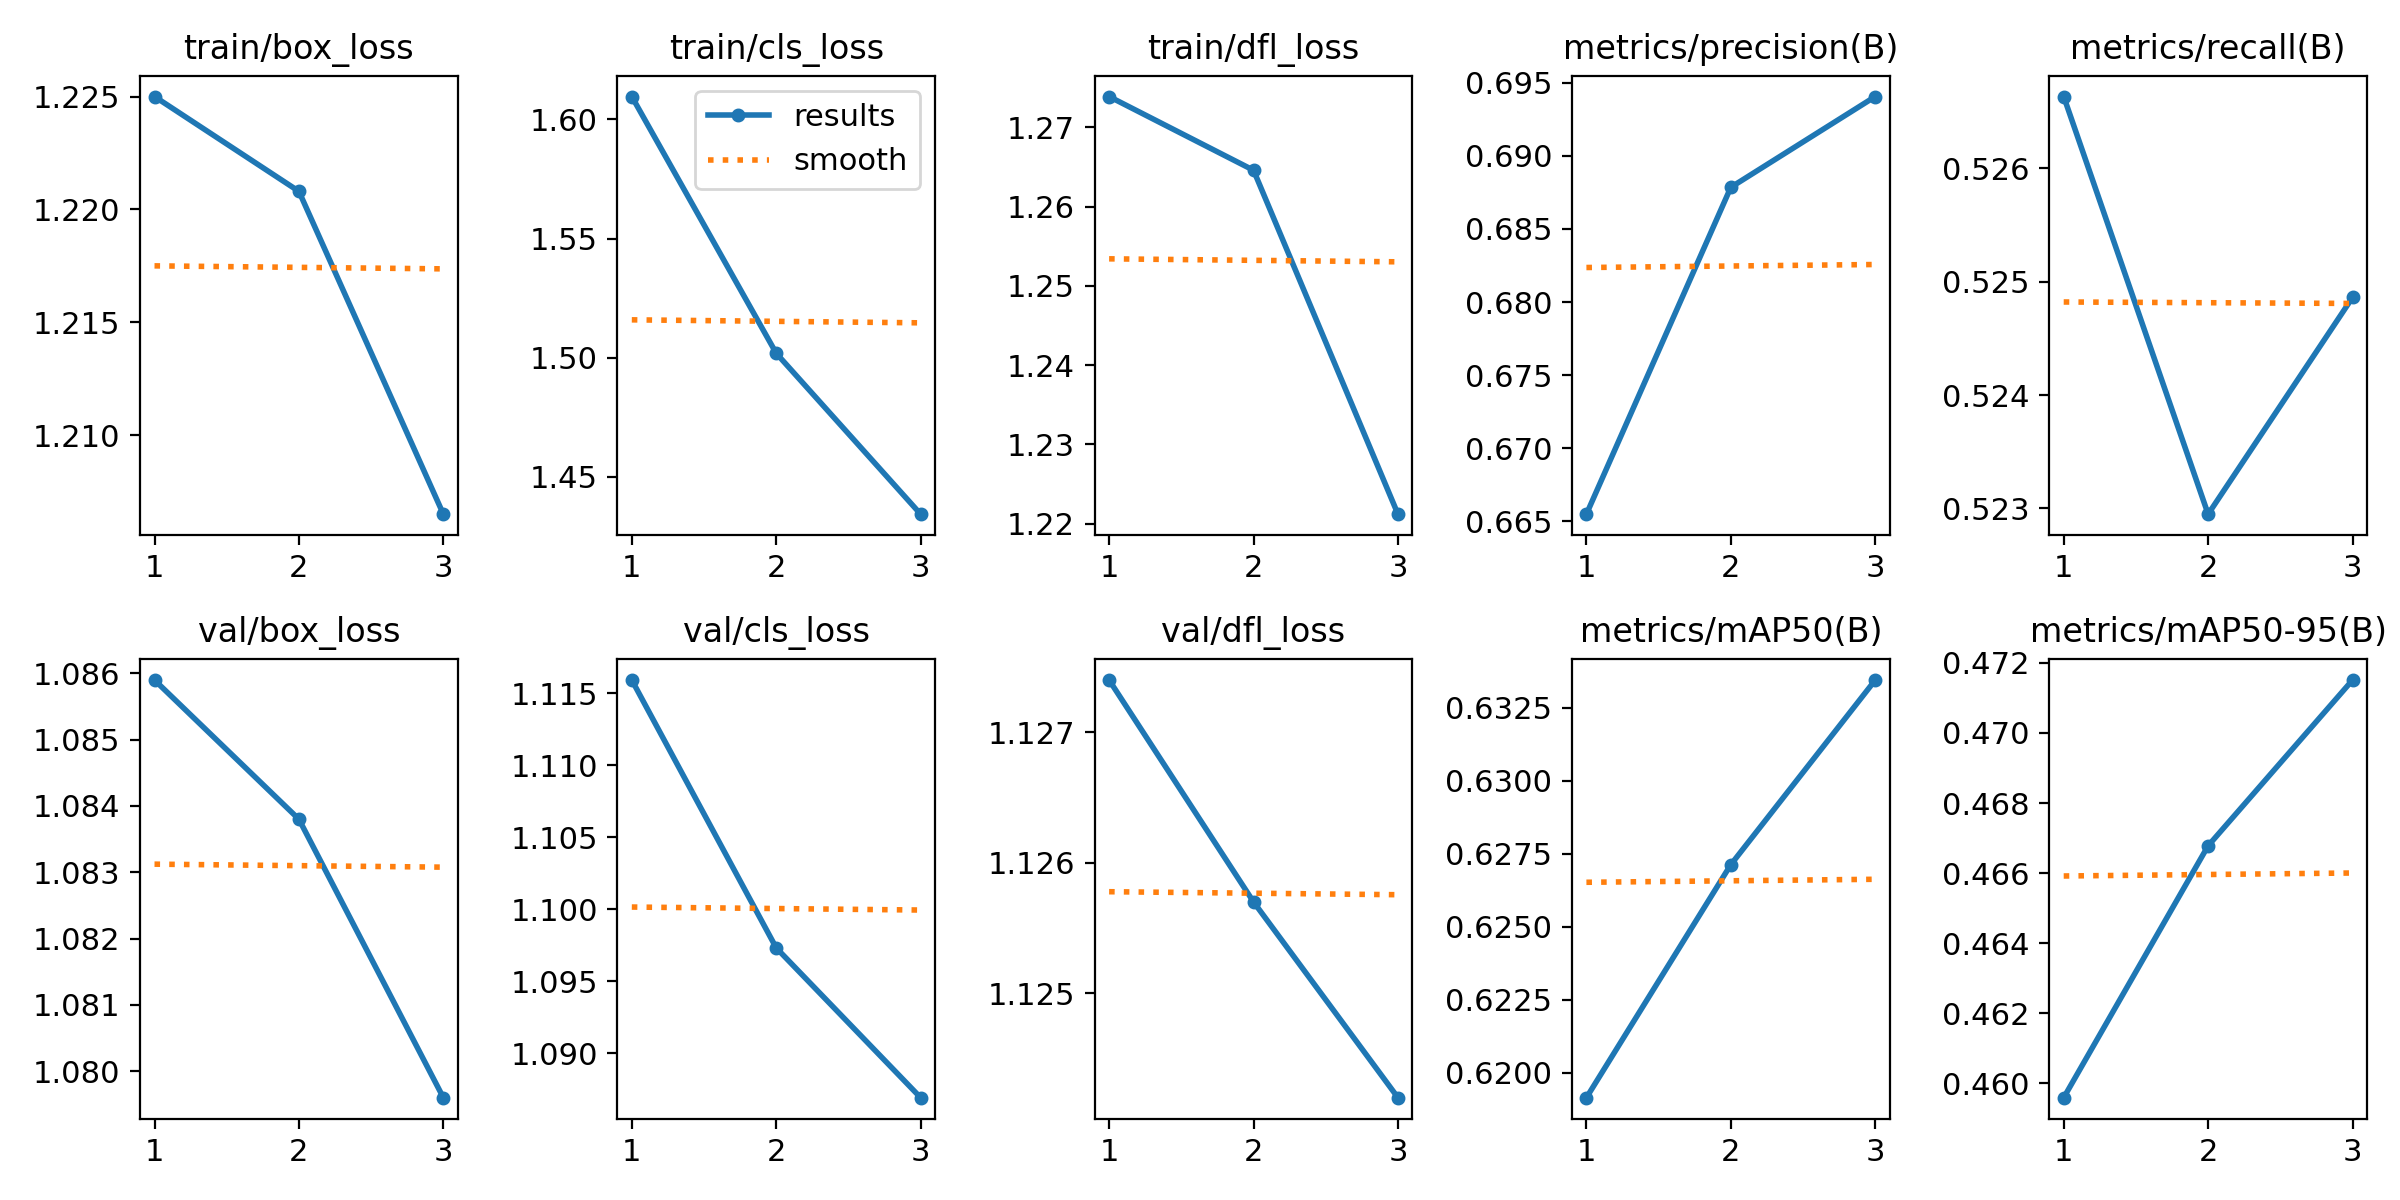 train/box_loss
1.225
1.220
1.215
1.210
1 2 3
train/cls_loss
results
smooth
1.60
1.55
1.50
1.45
1 2 3
train/dfl_loss
1.27
1.26
1.25
1.24
1.23
1.22
1 2 3
metrics/precision(B)
0.695
0.690
0.685
0.680
0.675
0.670
0.665
1 2 3
metrics/recall(B)
0.526
0.525
0.524
0.523
1 2 3
val/box_loss
1.086
1.085
1.084
1.083
1.082
1.081
1.080
1 2 3
val/cls_loss
1.115
1.110
1.105
1.100
1.095
1.090
1 2 3
val/dfl_loss
1.127
1.126
1.125
1 2 3
metrics/mAP50(B)
0.6325
0.6300
0.6275
0.6250
0.6225
0.6200
1 2 3
metrics/mAP50-95(B)
0.472
0.470
0.468
0.466
0.464
0.462
0.460
1 2 3